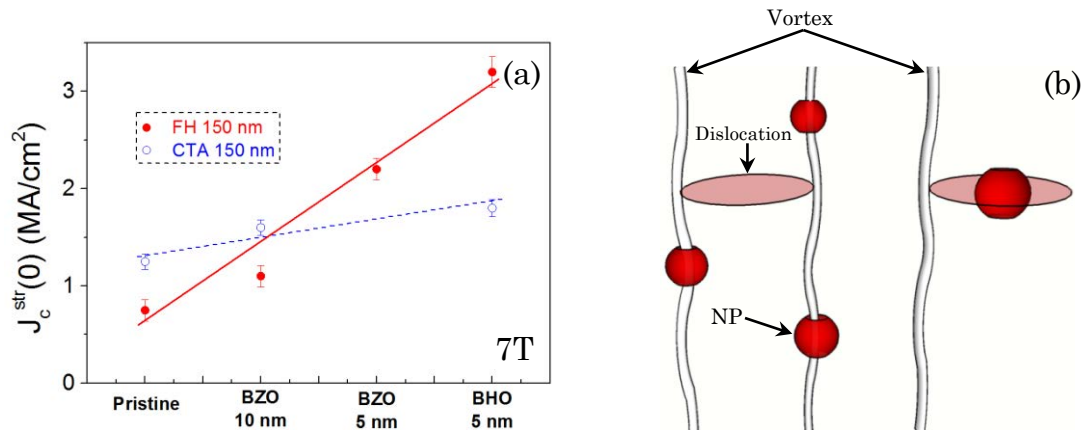 J_c^str(0) (MA/cm²)
3
2
1
0
FH 150 nm
CTA 150 nm
(a)
7T
Pristine
BZO
10 nm
BZO
5 nm
BHO
5 nm
Vortex
(b)
Dislocation
NP